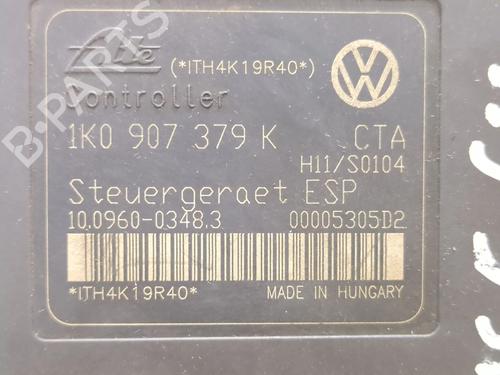 Ate (*ITH4K19R40*)
Controller
1K0 907 379 K CTA
H11/S0104
Steuergeraet ESP
10.0960-0348.3 00005305D2
*ITH4K19R40* MADE IN HUNGARY
B-PARTS